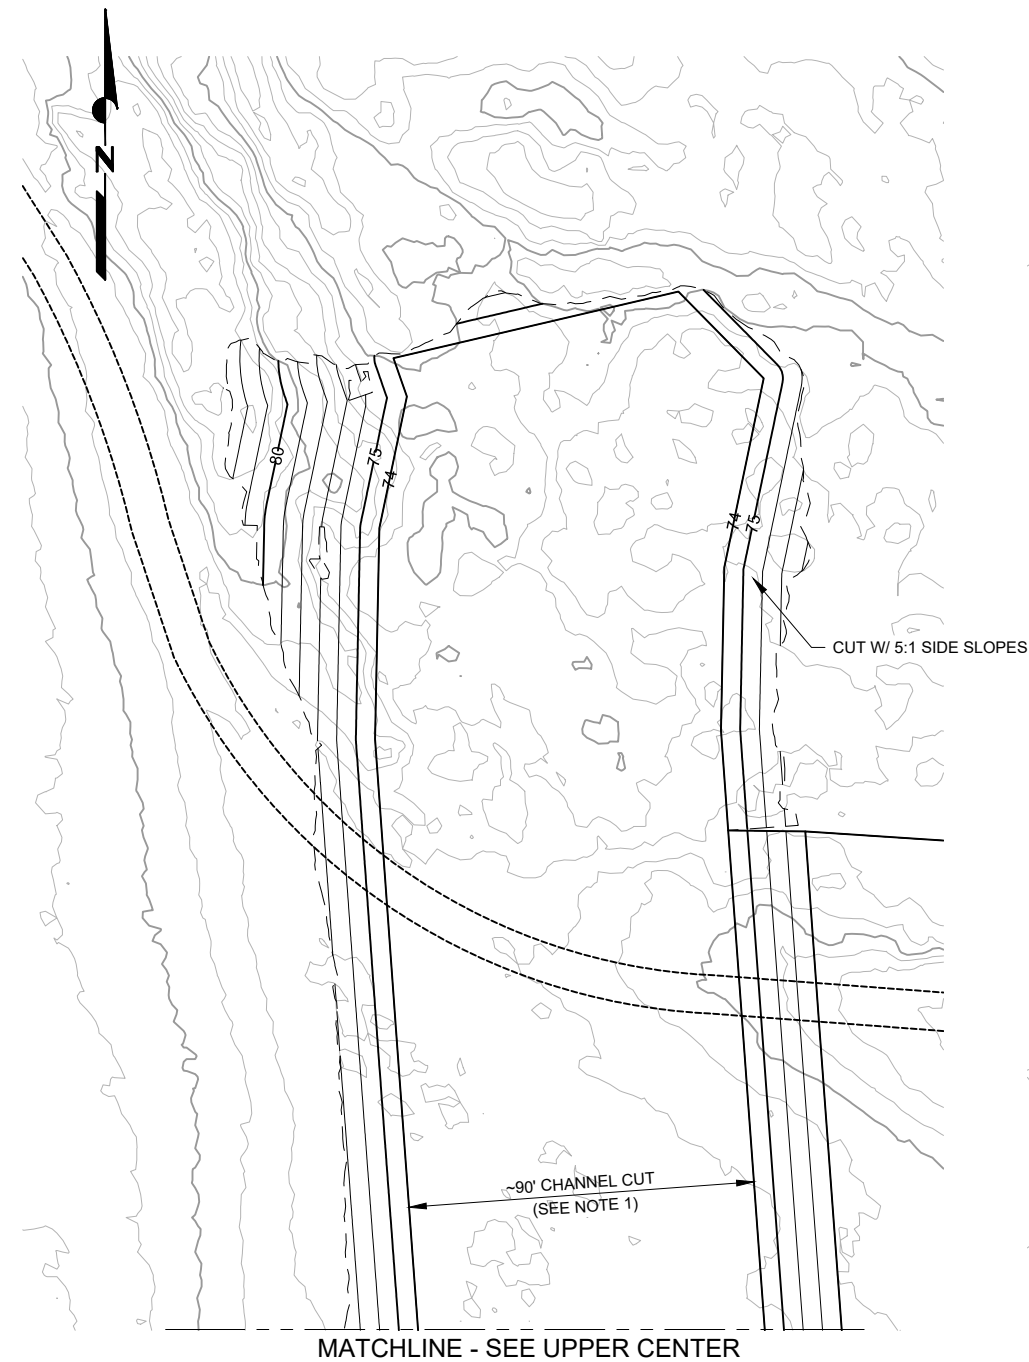 N
80
75
74
74
75
CUT W/ 5:1 SIDE SLOPES
~90' CHANNEL CUT
(SEE NOTE 1)
MATCHLINE - SEE UPPER CENTER